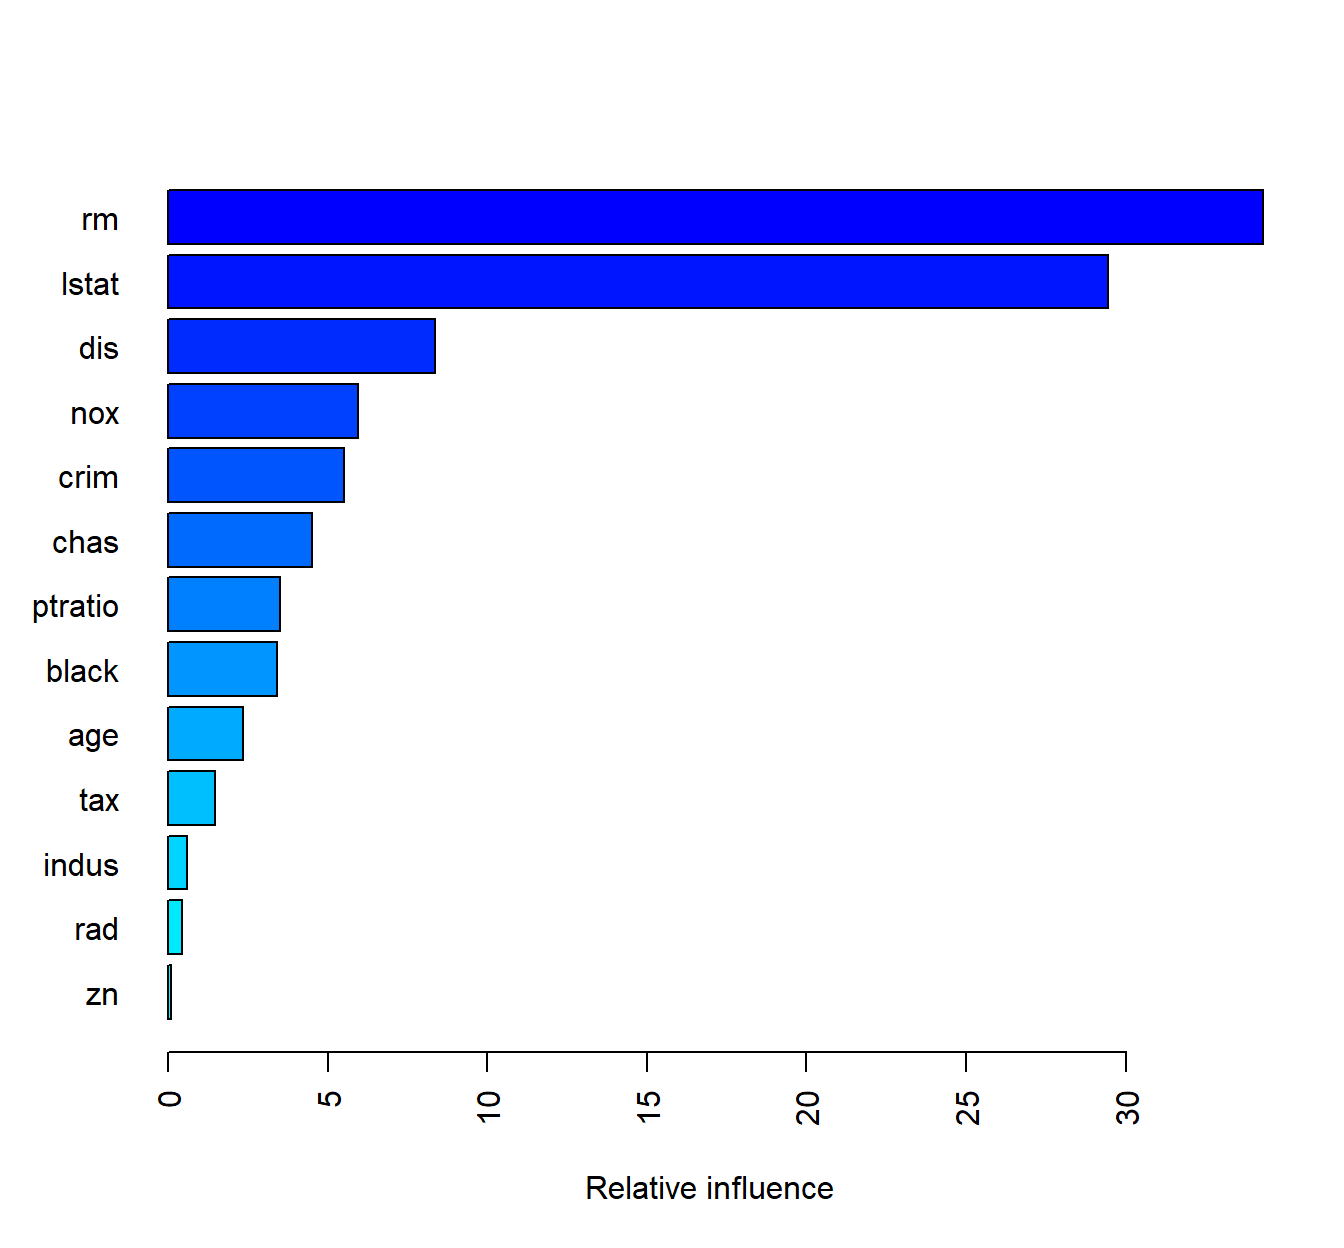 rm
lstat
dis
nox
crim
chas
ptratio
black
age
tax
indus
rad
zn
0 5 10 15 20 25 30
Relative influence